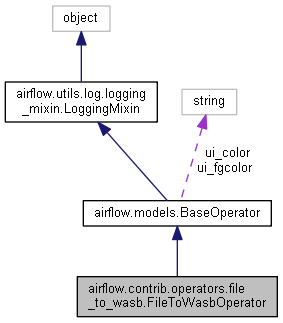 object
airflow.utils.log.logging
_mixin.LoggingMixin
string
ui_color
ui_fgcolor
airflow.models.BaseOperator
airflow.contrib.operators.file
_to_wasb.FileToWasbOperator